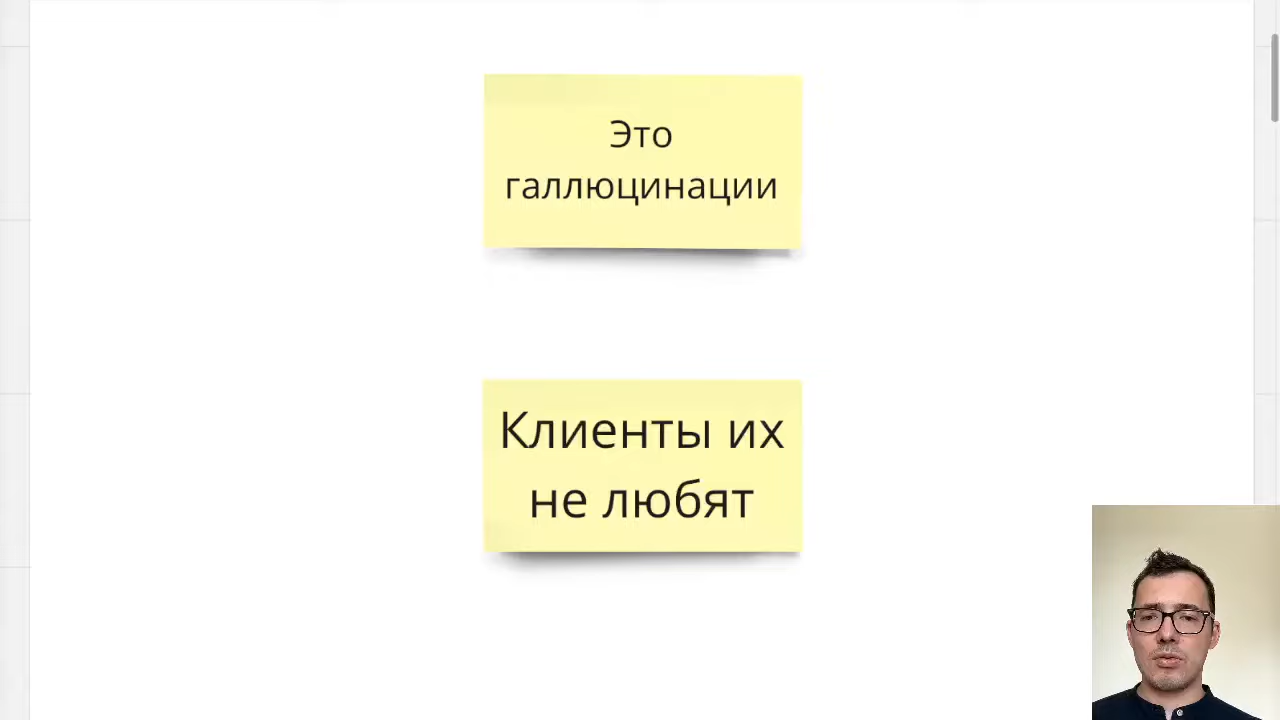 Это
галлюцинации
Клиенты их
не любят